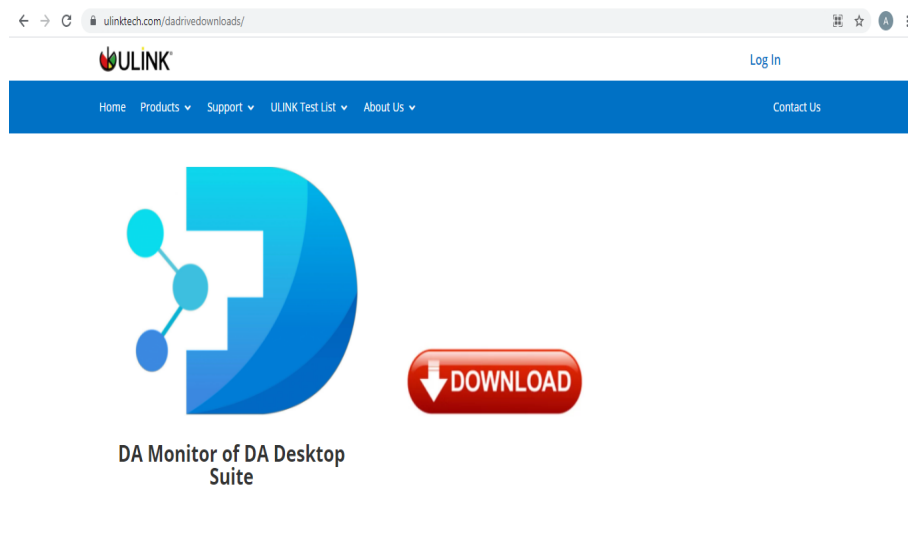 ulinktech.com/dadrivedownloads/
A
ULINK®
Log In
Home Products Support ULINK Test List About Us Contact Us
DOWNLOAD
DA Monitor of DA Desktop
Suite